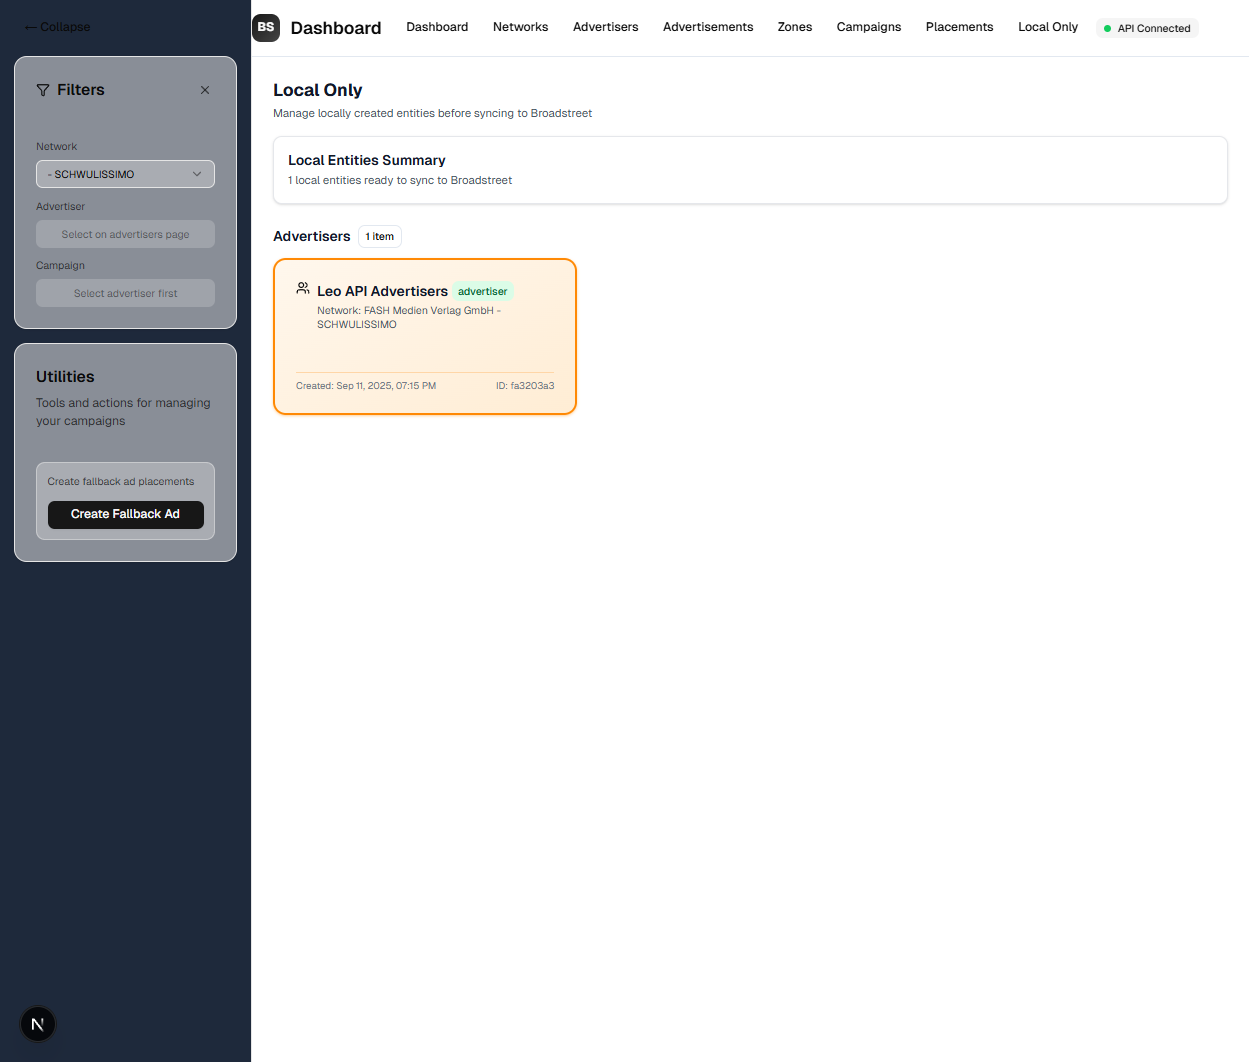 ← Collapse
Filters
Network
- SCHWULISSIMO
Advertiser
Select on advertisers page
Campaign
Select advertiser first
Utilities
Tools and actions for managing
your campaigns
Create fallback ad placements
Create Fallback Ad
N
BS Dashboard Dashboard Networks Advertisers Advertisements Zones Campaigns Placements Local Only API Connected
Local Only
Manage locally created entities before syncing to Broadstreet
Local Entities Summary
1 local entities ready to sync to Broadstreet
Advertisers 1 item
Leo API Advertisers advertiser
Network: FASH Medien Verlag GmbH -
SCHWULISSIMO
Created: Sep 11, 2025, 07:15 PM ID: fa3203a3